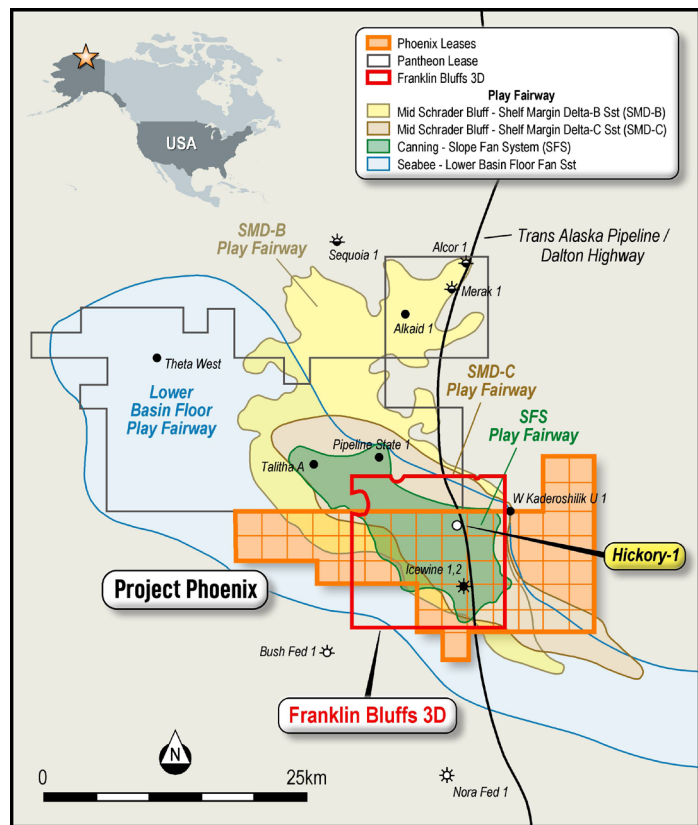 USA
Phoenix Leases
Pantheon Lease
Franklin Bluffs 3D
Play Fairway
Mid Schrader Bluff - Shelf Margin Delta-B Sst (SMD-B)
Mid Schrader Bluff - Shelf Margin Delta-C Sst (SMD-C)
Canning - Slope Fan System (SFS)
Seabee - Lower Basin Floor Fan Sst
SMD-B
Play Fairway
Sequoia 1
Alcor 1
Trans Alaska Pipeline /
Dalton Highway
Merak 1
Alkaid 1
Theta West
Lower
Basin Floor
Play Fairway
SMD-C
Play Fairway
SFS
Play Fairway
Pipeline State 1
Talitha A
W Kaderoshilik U 1
Hickory-1
Icewine 1,2
Project Phoenix
Bush Fed 1
Franklin Bluffs 3D
N
0
25km
Nora Fed 1